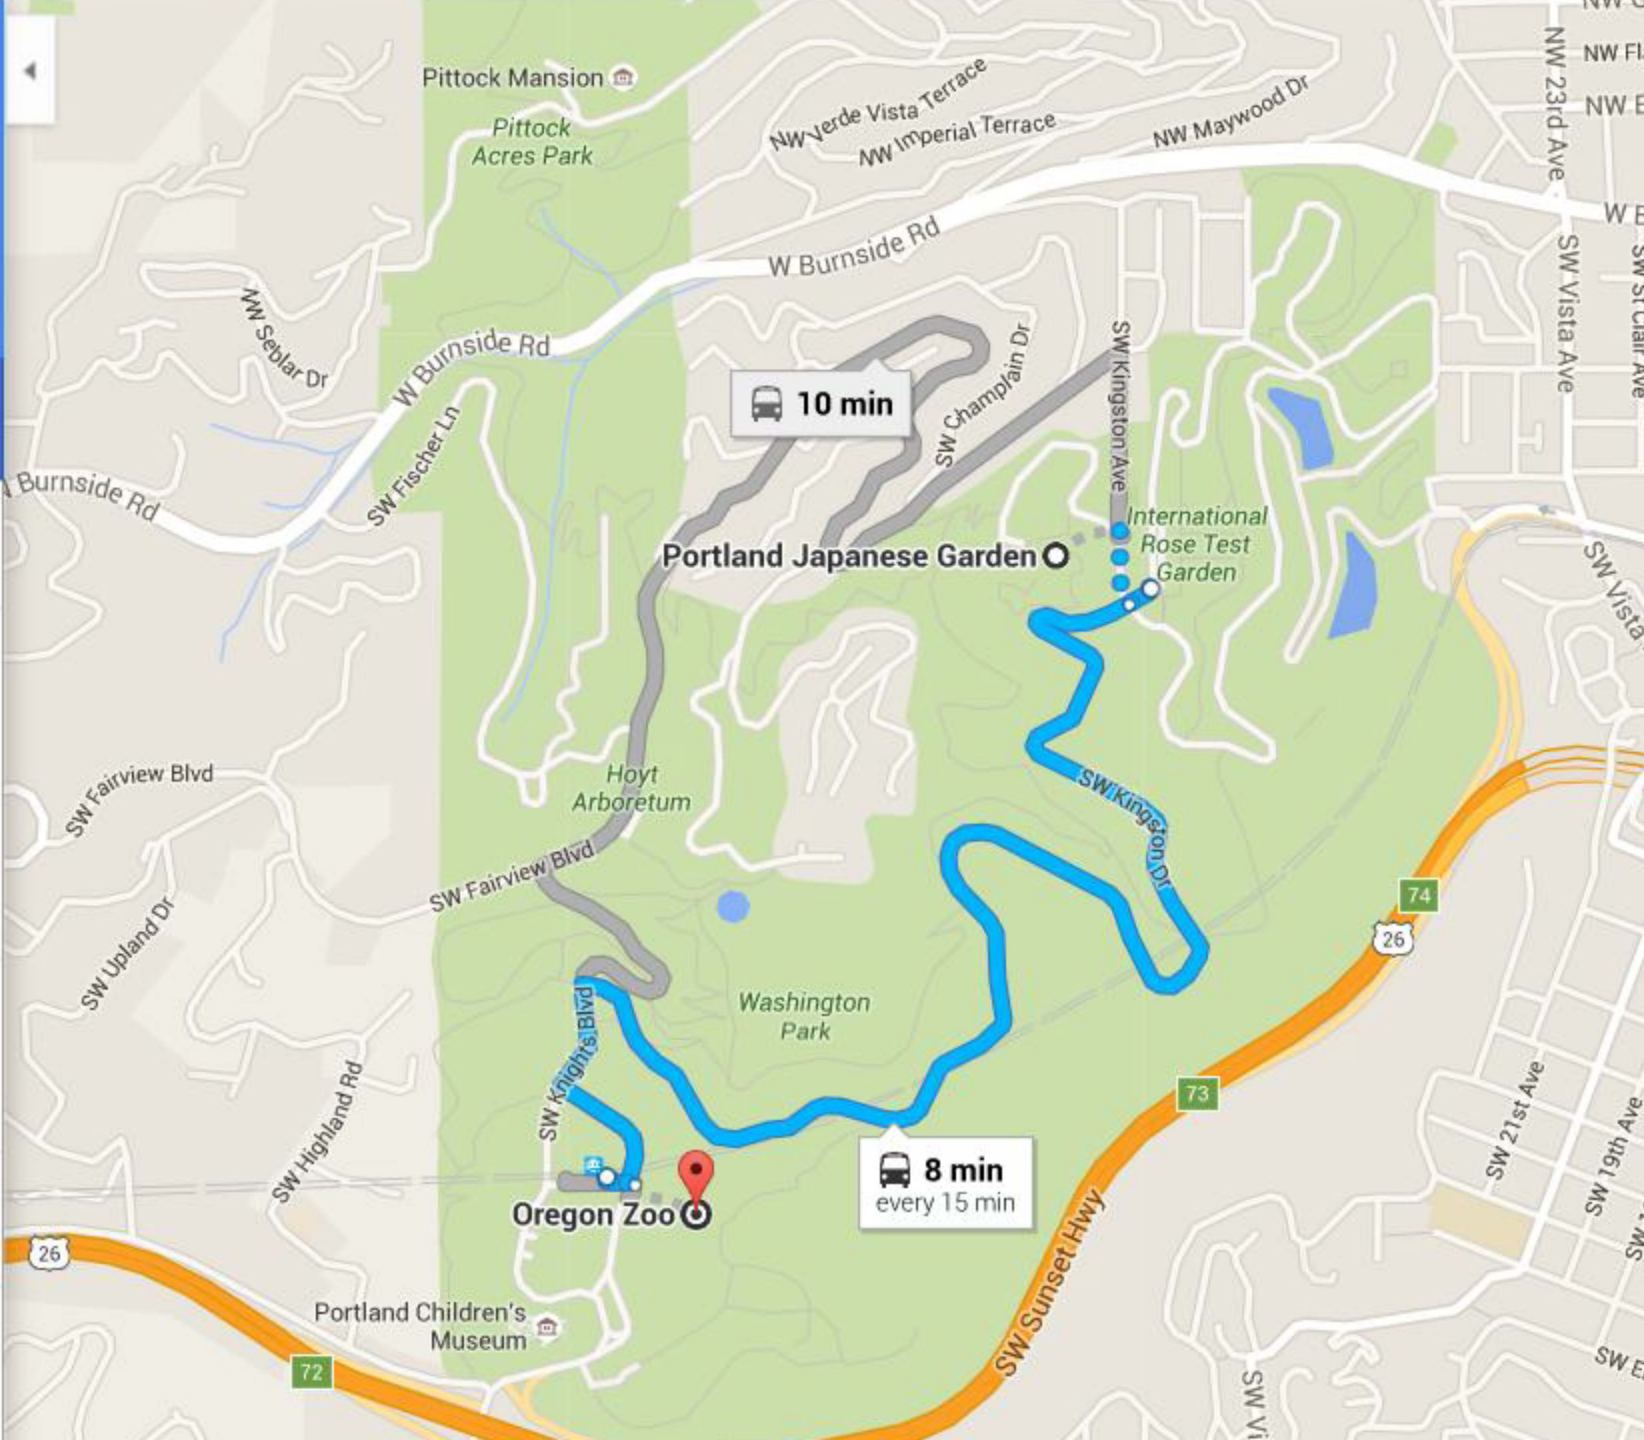 NW 23rd Ave
Pittock Mansion
Pittock
Acres Park
NW Verde Vista Terrace
NW Imperial Terrace
NW Maywood Dr
W Burnside Rd
SW Vista Ave
SW St Clair Ave
NW Seblar Dr
W Burnside Rd
SW Champlain Dr
SW Kingston Ave
10 min
SW Fischer Ln
Burnside Rd
International
Rose Test
Garden
Portland Japanese Garden
SW Vista
SW Fairview Blvd
Hoyt
Arboretum
SW Kingston Dr
SW Fairview Blvd
74
26
SW Upland Dr
Washington
Park
SW Knights Blvd
73
SW Highland Rd
SW 21st Ave
SW 19th Ave
8 min
every 15 min
Oregon Zoo
26
SW Sunset Hwy
Portland Children's
Museum
72